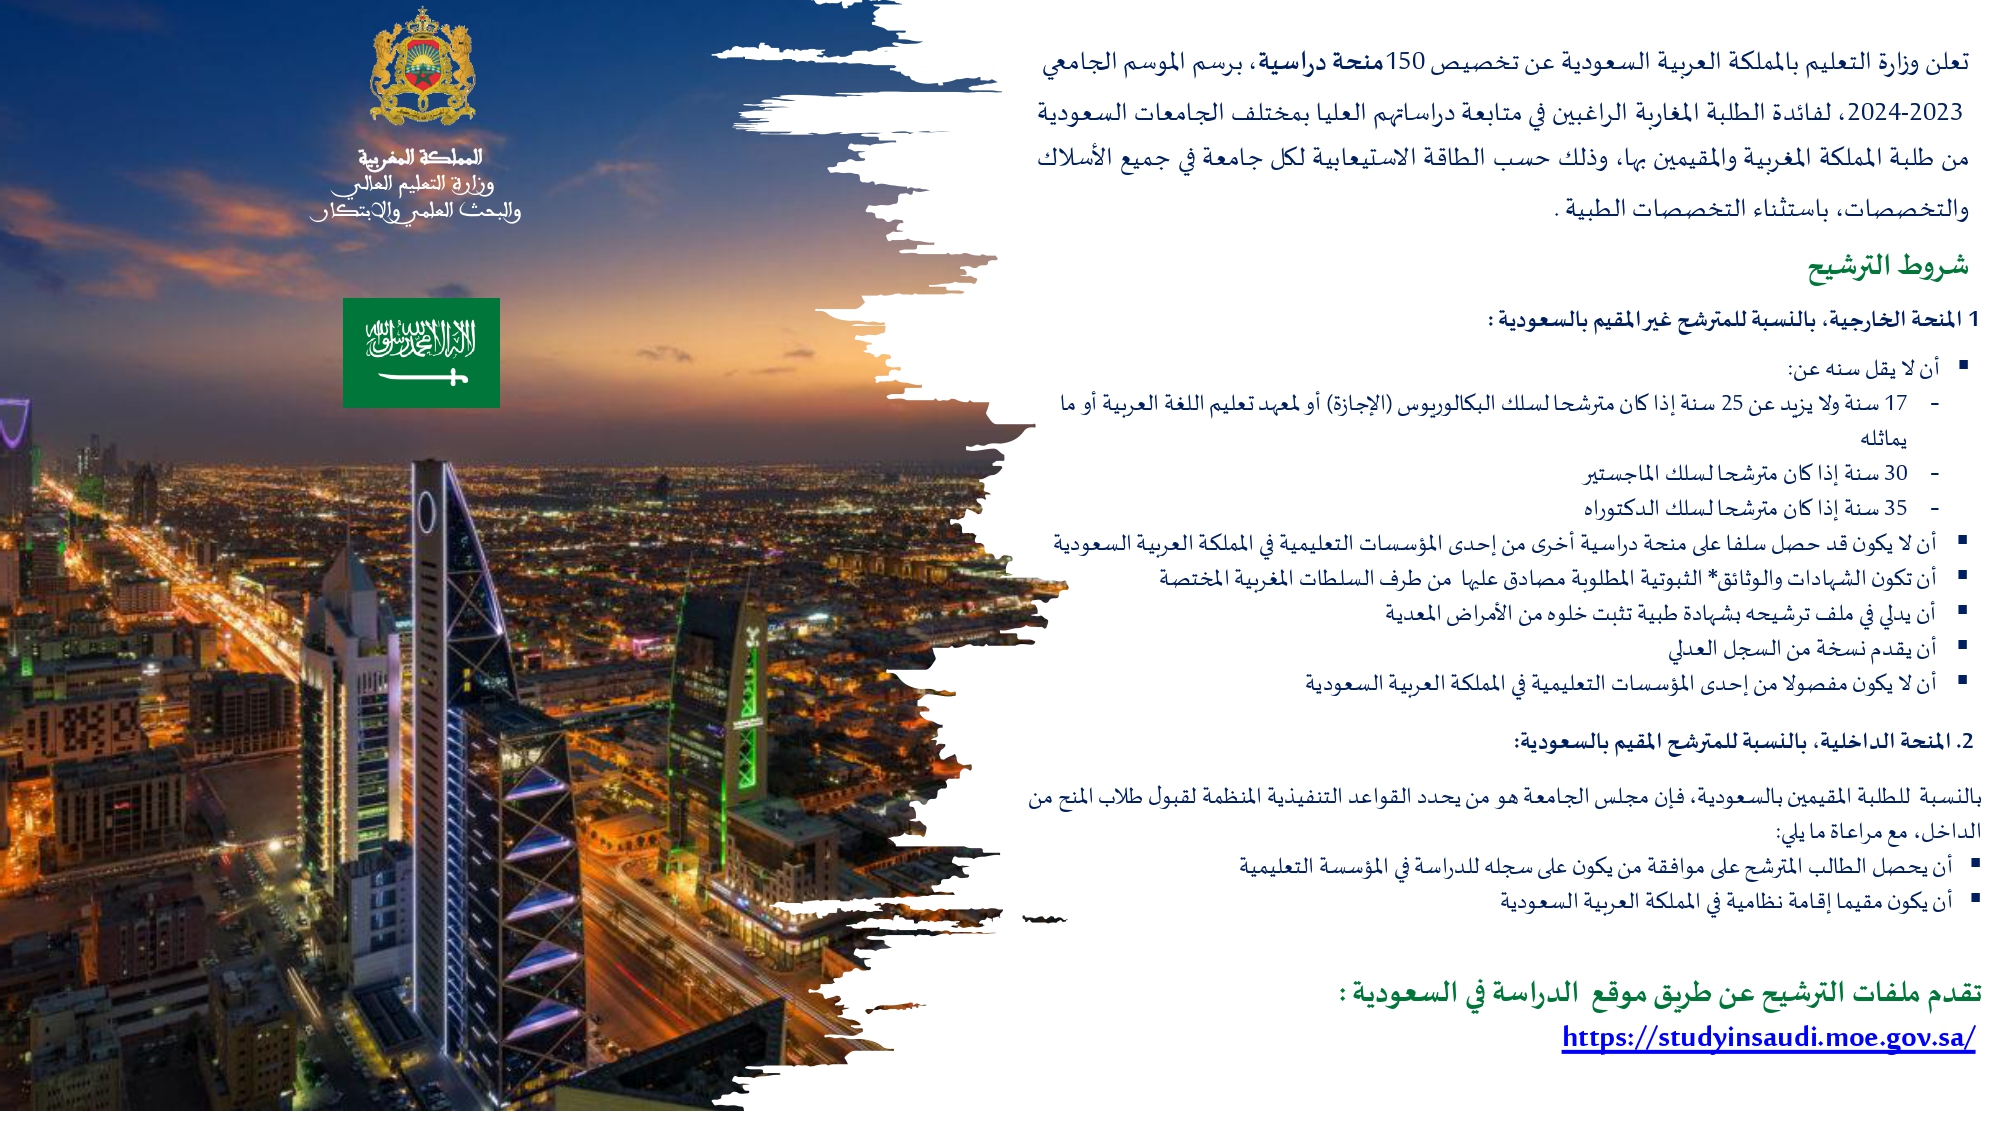 المملكة المغربية
وزارة التعليم العالي
والبحث العلمي والابتكار
لا إله إلا الله محمد رسول الله
تعلن وزارة التعليم بالمملكة العربية السعودية عن تخصيص 150 منحة دراسية، برسم الموسم الجامعي
2023-2024، لفائدة الطلبة المغاربة الراغبين في متابعة دراساتهم العليا بمختلف الجامعات السعودية
من طلبة المملكة المغربية والمقيمين بها، وذلك حسب الطاقة الاستيعابية لكل جامعة في جميع الأسلاك
والتخصصات، باستثناء التخصصات الطبية .
شروط الترشيح
1 المنحة الخارجية، بالنسبة للمترشح غير المقيم بالسعودية :
▪ أن لا يقل سنه عن:
- 17 سنة ولا يزيد عن 25 سنة إذا كان مترشحا لسلك البكالوريوس (الإجازة) أو لمعهد تعليم اللغة العربية أو ما
يماثله
- 30 سنة إذا كان مترشحا لسلك الماجستير
- 35 سنة إذا كان مترشحا لسلك الدكتوراه
▪ أن لا يكون قد حصل سلفا على منحة دراسية أخرى من إحدى المؤسسات التعليمية في المملكة العربية السعودية
▪ أن تكون الشهادات والوثائق* الثبوتية المطلوبة مصادق عليها من طرف السلطات المغربية المختصة
▪ أن يدلي في ملف ترشيحه بشهادة طبية تثبت خلوه من الأمراض المعدية
▪ أن يقدم نسخة من السجل العدلي
▪ أن لا يكون مفصولا من إحدى المؤسسات التعليمية في المملكة العربية السعودية
2. المنحة الداخلية، بالنسبة للمترشح المقيم بالسعودية:
بالنسبة للطلبة المقيمين بالسعودية، فإن مجلس الجامعة هو من يحدد القواعد التنفيذية المنظمة لقبول طلاب المنح من
الداخل، مع مراعاة ما يلي:
▪ أن يحصل الطالب المترشح على موافقة من يكون على سجله للدراسة في المؤسسة التعليمية
▪ أن يكون مقيما إقامة نظامية في المملكة العربية السعودية
تقدم ملفات الترشيح عن طريق موقع الدراسة في السعودية :
https://studyinsaudi.moe.gov.sa/